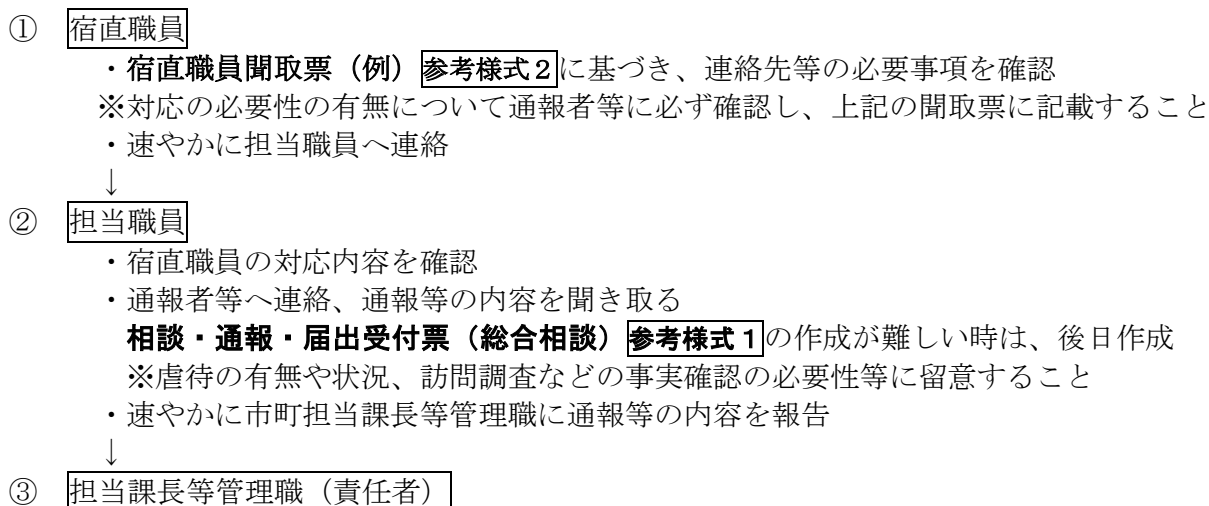 ①　宿直職員
・宿直職員聞取票（例）参考様式２に基づき、連絡先等の必要事項を確認
※対応の必要性の有無について通報者等に必ず確認し、上記の聞取票に記載すること
・速やかに担当職員へ連絡
↓
②　担当職員
・宿直職員の対応内容を確認
・通報者等へ連絡、通報等の内容を聞き取る
相談・通報・届出受付票（総合相談）参考様式１の作成が難しい時は、後日作成
※虐待の有無や状況、訪問調査などの事実確認の必要性等に留意すること
・速やかに市町担当課長等管理職に通報等の内容を報告
↓
③　担当課長等管理職（責任者）